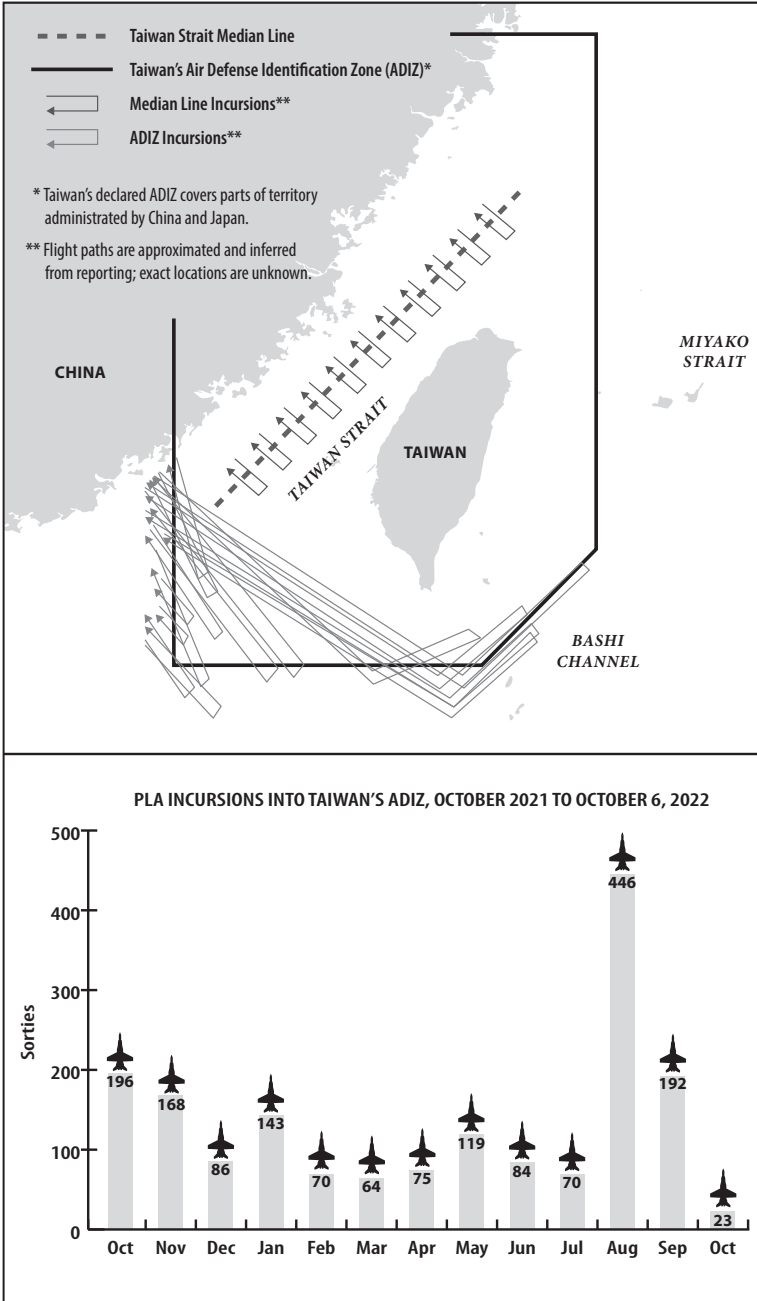 Taiwan Strait Median Line
Taiwan's Air Defense Identification Zone (ADIZ)*
Median Line Incursions**
ADIZ Incursions**
* Taiwan's declared ADIZ covers parts of territory
administrated by China and Japan.
** Flight paths are approximated and inferred
from reporting; exact locations are unknown.
CHINA
MIYAKO
STRAIT
TAIWAN STRAIT
TAIWAN
BASHI
CHANNEL
PLA INCURSIONS INTO TAIWAN'S ADIZ, OCTOBER 2021 TO OCTOBER 6, 2022
Sorties
500
400
300
200
100
0
196
168
86
143
70
64
75
119
84
70
446
192
23
Oct Nov Dec Jan Feb Mar Apr May Jun Jul Aug Sep Oct